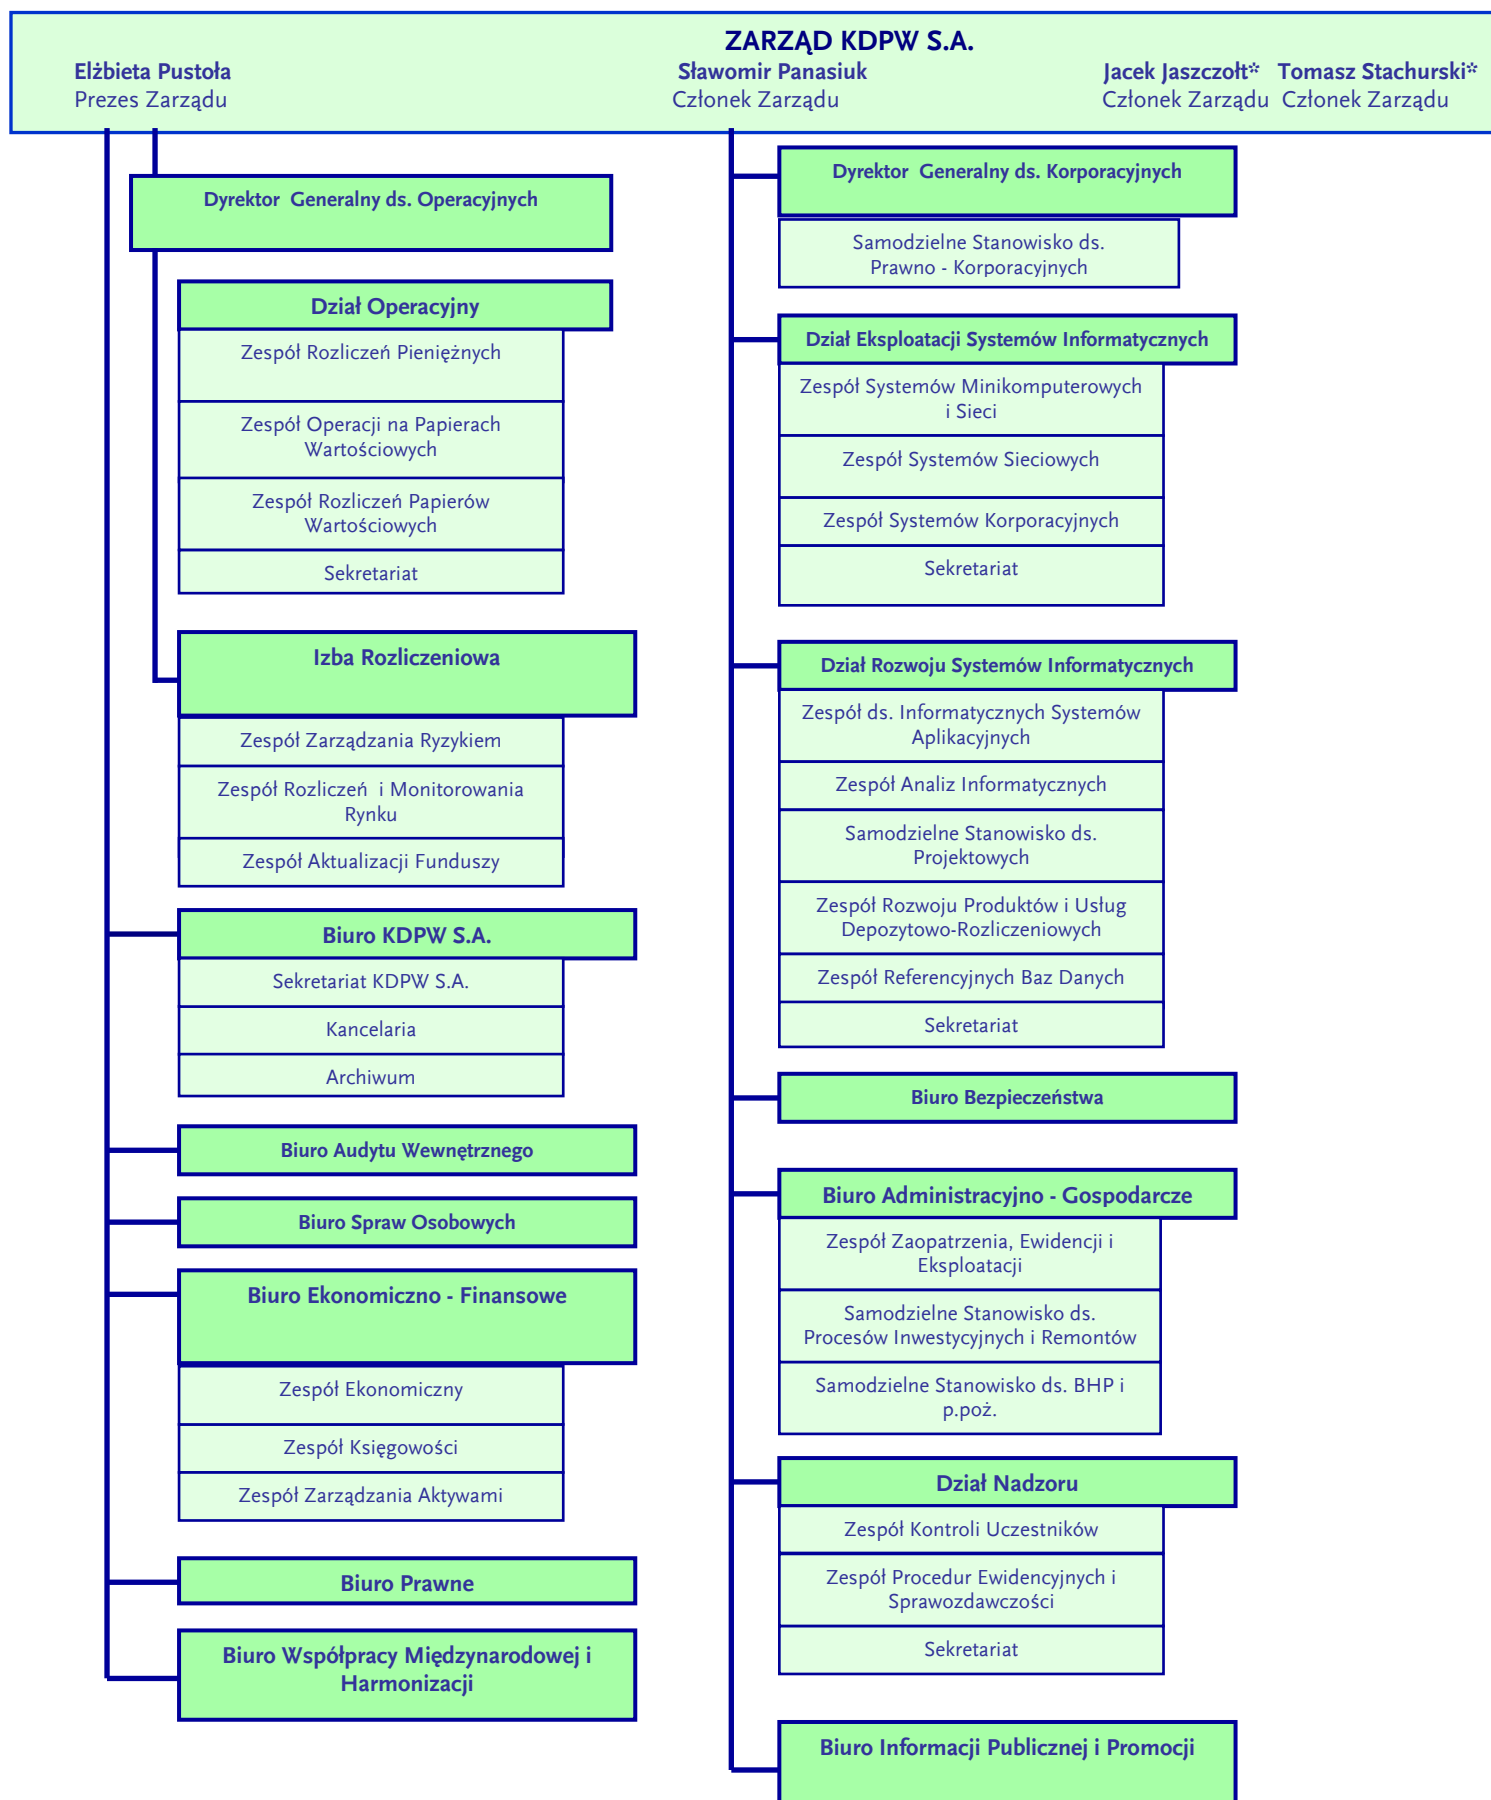 ZARZĄD KDPW S.A.
Elżbieta Pustoła
Prezes Zarządu
Sławomir Panasiuk
Członek Zarządu
Jacek Jaszczołt* Tomasz Stachurski*
Członek Zarządu Członek Zarządu
Dyrektor Generalny ds. Operacyjnych
Dział Operacyjny
Zespół Rozliczeń Pieniężnych
Zespół Operacji na Papierach
Wartościowych
Zespół Rozliczeń Papierów
Wartościowych
Sekretariat
Izba Rozliczeniowa
Zespół Zarządzania Ryzykiem
Zespół Rozliczeń i Monitorowania
Rynku
Zespół Aktualizacji Funduszy
Biuro KDPW S.A.
Sekretariat KDPW S.A.
Kancelaria
Archiwum
Biuro Audytu Wewnętrznego
Biuro Spraw Osobowych
Biuro Ekonomiczno - Finansowe
Zespół Ekonomiczny
Zespół Księgowości
Zespół Zarządzania Aktywami
Biuro Prawne
Biuro Współpracy Międzynarodowej i
Harmonizacji
Dyrektor Generalny ds. Korporacyjnych
Samodzielne Stanowisko ds.
Prawno - Korporacyjnych
Dział Eksploatacji Systemów Informatycznych
Zespół Systemów Minikomputerowych
i Sieci
Zespół Systemów Sieciowych
Zespół Systemów Korporacyjnych
Sekretariat
Dział Rozwoju Systemów Informatycznych
Zespół ds. Informatycznych Systemów
Aplikacyjnych
Zespół Analiz Informatycznych
Samodzielne Stanowisko ds.
Projektowych
Zespół Rozwoju Produktów i Usług
Depozytowo-Rozliczeniowych
Zespół Referencyjnych Baz Danych
Sekretariat
Biuro Bezpieczeństwa
Biuro Administracyjno - Gospodarcze
Zespół Zaopatrzenia, Ewidencji i
Eksploatacji
Samodzielne Stanowisko ds.
Procesów Inwestycyjnych i Remontów
Samodzielne Stanowisko ds. BHP i
p.poż.
Dział Nadzoru
Zespół Kontroli Uczestników
Zespół Procedur Ewidencyjnych i
Sprawozdawczości
Sekretariat
Biuro Informacji Publicznej i Promocji